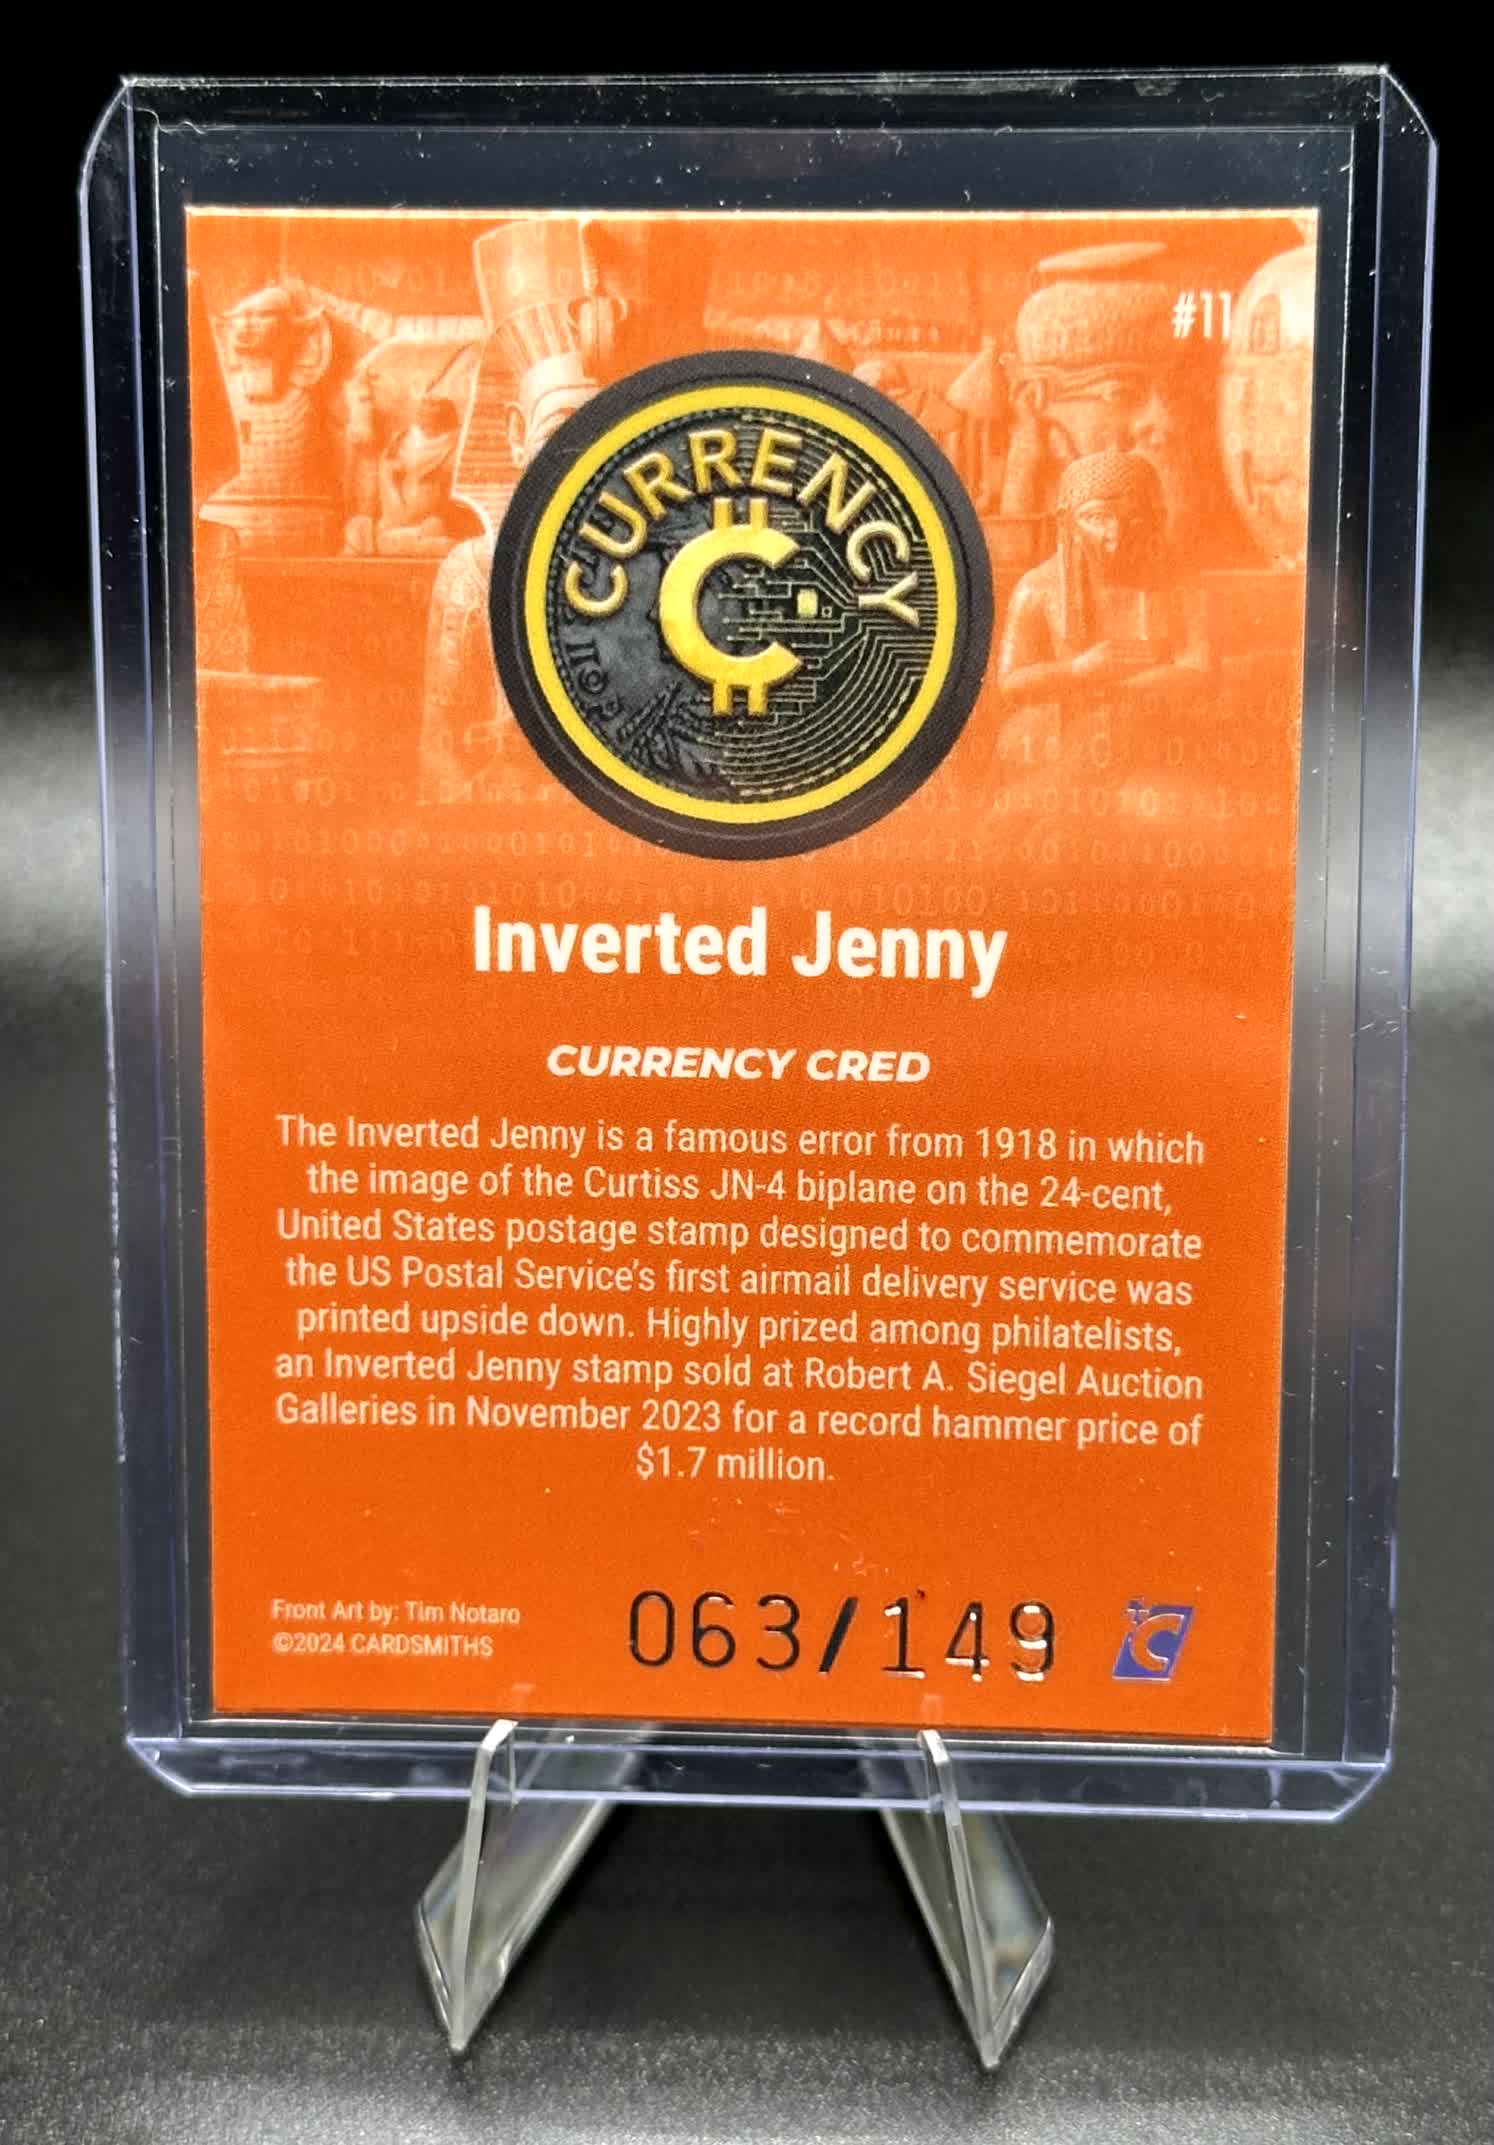 #11
CURRENCY
Inverted Jenny
CURRENCY CRED
The Inverted Jenny is a famous error from 1918 in which
the image of the Curtiss JN-4 biplane on the 24-cent,
United States postage stamp designed to commemorate
the US Postal Service's first airmail delivery service was
printed upside down. Highly prized among philatelists,
an Inverted Jenny stamp sold at Robert A. Siegel Auction
Galleries in November 2023 for a record hammer price of
$1.7 million.
Front Art by: Tim Notaro
©2024 CARDSMITHS
063/149